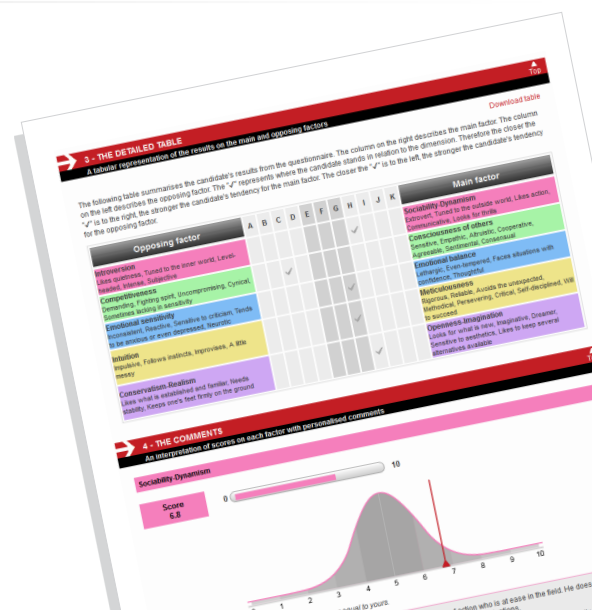 Top
3 - THE DETAILED TABLE
A tabular representation of the results on the main and opposing factors
Download table
The following table summarises the candidate's results from the questionnaire. The column on the right describes the main factor. The column
on the left describes the opposing factor. The "√" represents where the candidate stands in relation to the dimension. Therefore the closer the
"√" is to the right, the stronger the candidate's tendency for the main factor. The closer the "√" is to the left, the stronger the candidate's tendency
for the opposing factor.
Opposing factor
A B C D E F G H I J K
Main factor
Introversion
Likes quietness, Tuned to the inner world, Level-
headed, Intense, Subjective
Sociability-Dynamism
Extrovert, Tuned to the outside world, Likes action,
Communicative, Looks for thrills
Competitiveness
Demanding, Fighting spirit, Uncompromising, Cynical,
Sometimes lacking in sensitivity
Consciousness of others
Sensitive, Empathic, Altruistic, Cooperative,
Agreeable, Sentimental, Consensual
Emotional sensitivity
Inconsistent, Reactive, Sensitive to criticism, Tends
to be anxious or even depressed, Neurotic
Emotional balance
Lethargic, Even-tempered, Faces situations with
confidence, Thoughtful
Intuition
Impulsive, Follows instincts, Improvises, A little
messy
Meticulousness
Rigorous, Reliable, Avoids the unexpected,
Methodical, Persevering, Critical, Self-disciplined, Will
to succeed
Conservatism-Realism
Likes what is established and familiar, Needs
stability, Keeps one's feet firmly on the ground
Openness-Imagination
Looks for what is new, Imaginative, Dreamer,
Sensitive to aesthetics, Likes to keep several
alternatives available
4 - THE COMMENTS
An interpretation of scores on each factor with personalised comments
Sociability-Dynamism
Score
6.8
0
10
1 2 3 4 5 6 7 8 9 10
equal to yours.
action who is at ease in the field. He does